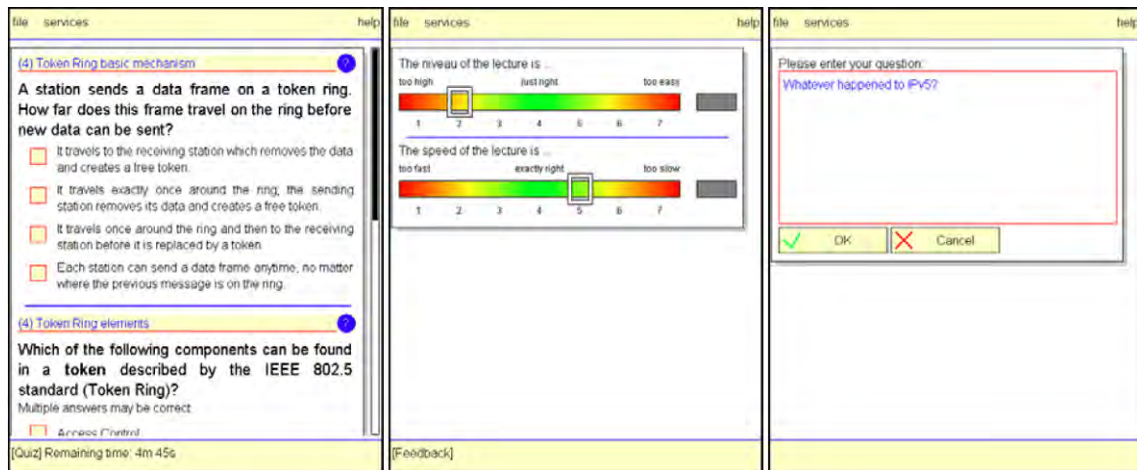 file services help
(4) Token Ring basic mechanism ?
A station sends a data frame on a token ring.
How far does this frame travel on the ring before
new data can be sent?
It travels to the receiving station which removes the data
and creates a free token.
It travels exactly once around the ring, the sending
station removes its data and creates a free token.
It travels once around the ring and then to the receiving
station before it is replaced by a token.
Each station can send a data frame anytime, no matter
where the previous message is on the ring.
(4) Token Ring elements ?
Which of the following components can be found
in a token described by the IEEE 802.5
standard (Token Ring)?
Multiple answers may be correct.
Access Control
[Quiz] Remaining time: 4m 45s
file services help
The niveau of the lecture is ...
too high just right too easy
1 2 3 4 5 6 7
The speed of the lecture is ...
too fast exactly right too slow
1 2 3 4 5 6 7
[Feedback]
file services help
Please enter your question:
Whatever happened to IPv5?
OK Cancel